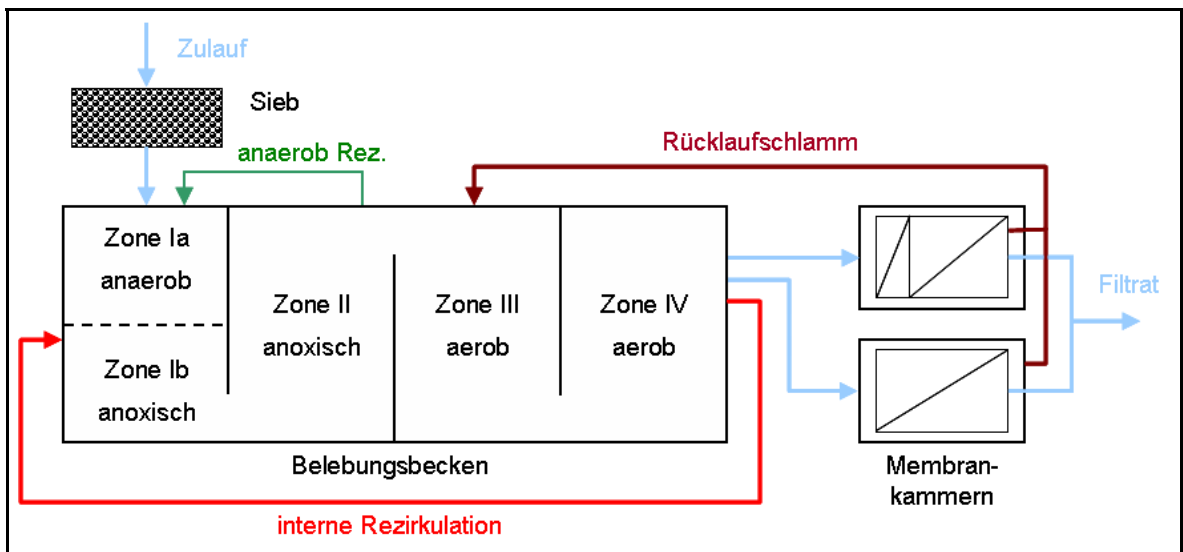 Zulauf
Sieb
anaerob Rez.
Rücklaufschlamm
Zone Ia
anaerob
Zone Ib
anoxisch
Zone II
anoxisch
Zone III
aerob
Zone IV
aerob
Filtrat
Belebungsbecken
Membran-
kammern
interne Rezirkulation